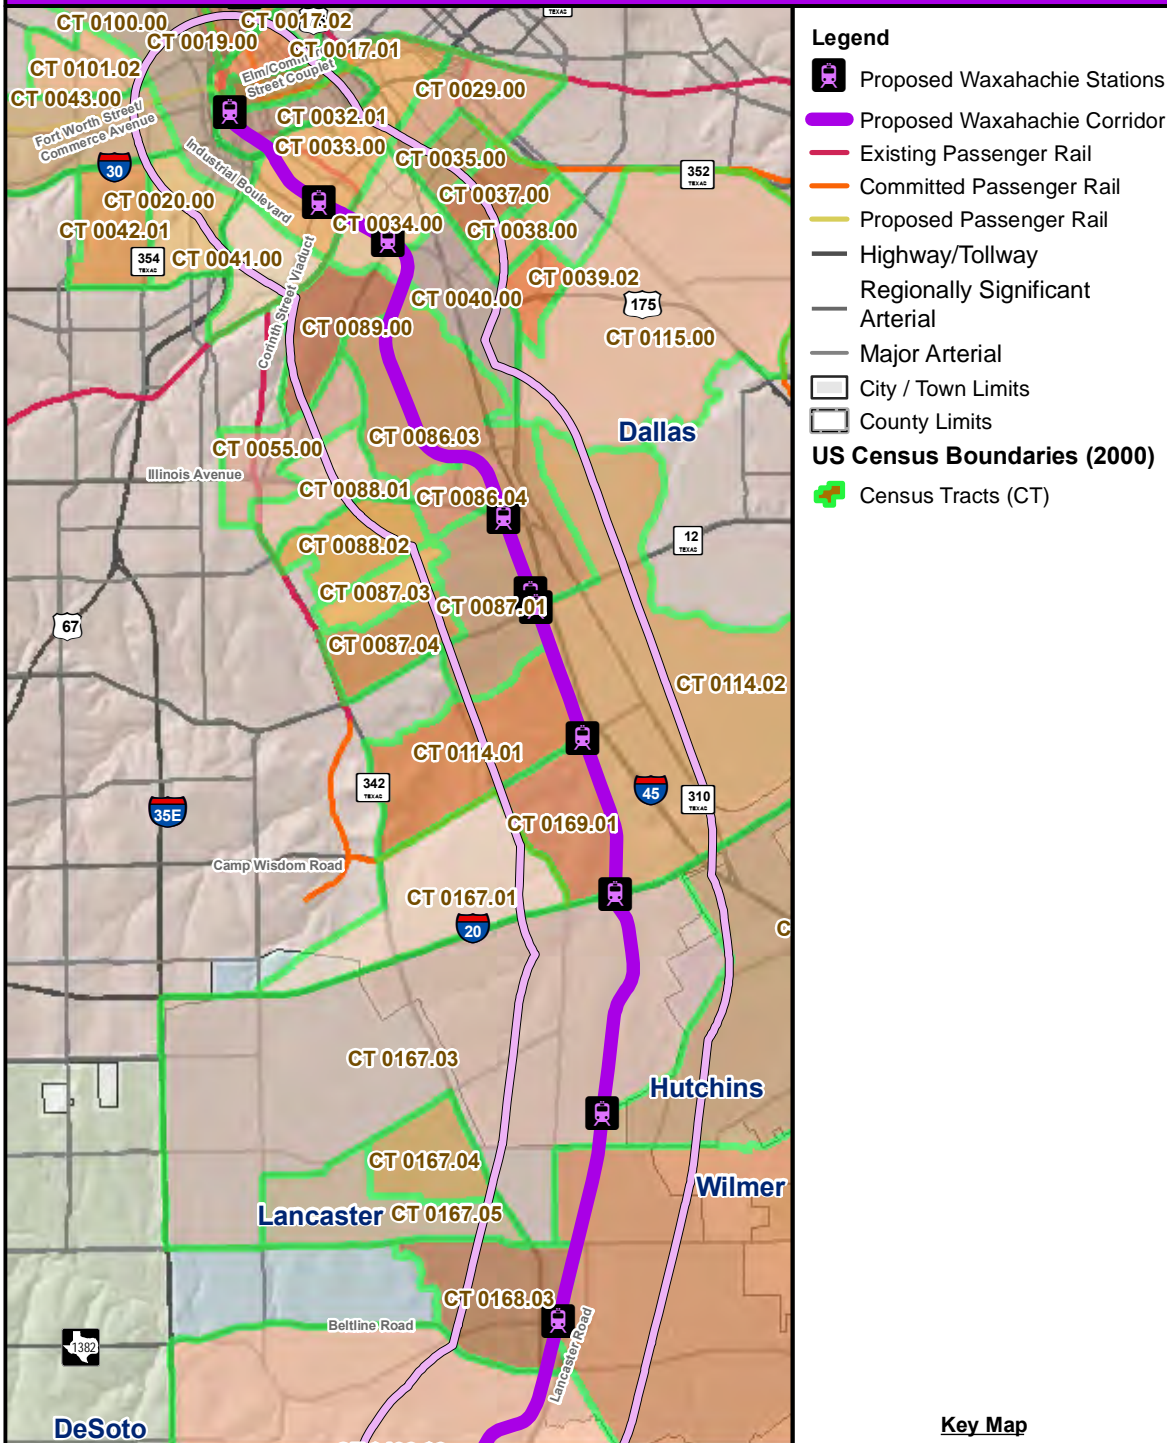 TEXAS
CT 0100.00
CT 0017.02
CT 0019.00
CT 0017.01
Elm/Comm
Street Couplet
CT 0101.02
CT 0029.00
CT 0043.00
Fort Worth Street/
Commerce Avenue
CT 0032.01
CT 0033.00
Industrial Boulevard
30
CT 0035.00
352
TEXAS
CT 0020.00
CT 0037.00
CT 0042.01
CT 0034.00
CT 0038.00
354
TEXAS
CT 0041.00
Corinth Street Viaduct
CT 0039.02
CT 0040.00
175
CT 0089.00
CT 0115.00
Dallas
CT 0086.03
CT 0055.00
Illinois Avenue
CT 0088.01
CT 0086.04
12
TEXAS
CT 0088.02
CT 0087.03
CT 0087.01
67
CT 0087.04
CT 0114.02
CT 0114.01
342
TEXAS
45
310
TEXAS
35E
CT 0169.01
Camp Wisdom Road
CT 0167.01
20
C
CT 0167.03
Hutchins
CT 0167.04
Wilmer
Lancaster
CT 0167.05
CT 0168.03
Beltline Road
Lancaster Road
1382
DeSoto
Legend
Proposed Waxahachie Stations
Proposed Waxahachie Corridor
Existing Passenger Rail
Committed Passenger Rail
Proposed Passenger Rail
Highway/Tollway
Regionally Significant
Arterial
Major Arterial
City / Town Limits
County Limits
US Census Boundaries (2000)
Census Tracts (CT)
Key Map